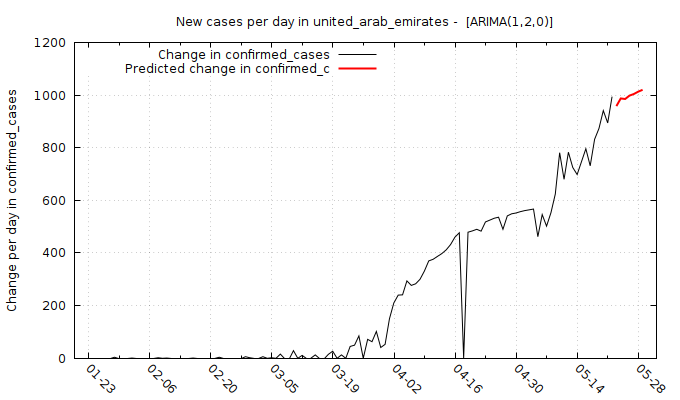 New cases per day in united_arab_emirates -  [ARIMA(1,2,0)]
Change in confirmed_cases
Predicted change in confirmed_c
Change per day in confirmed_cases
1200
1000
800
600
400
200
0
01-23 02-06 02-20 03-05 03-19 04-02 04-16 04-30 05-14 05-28